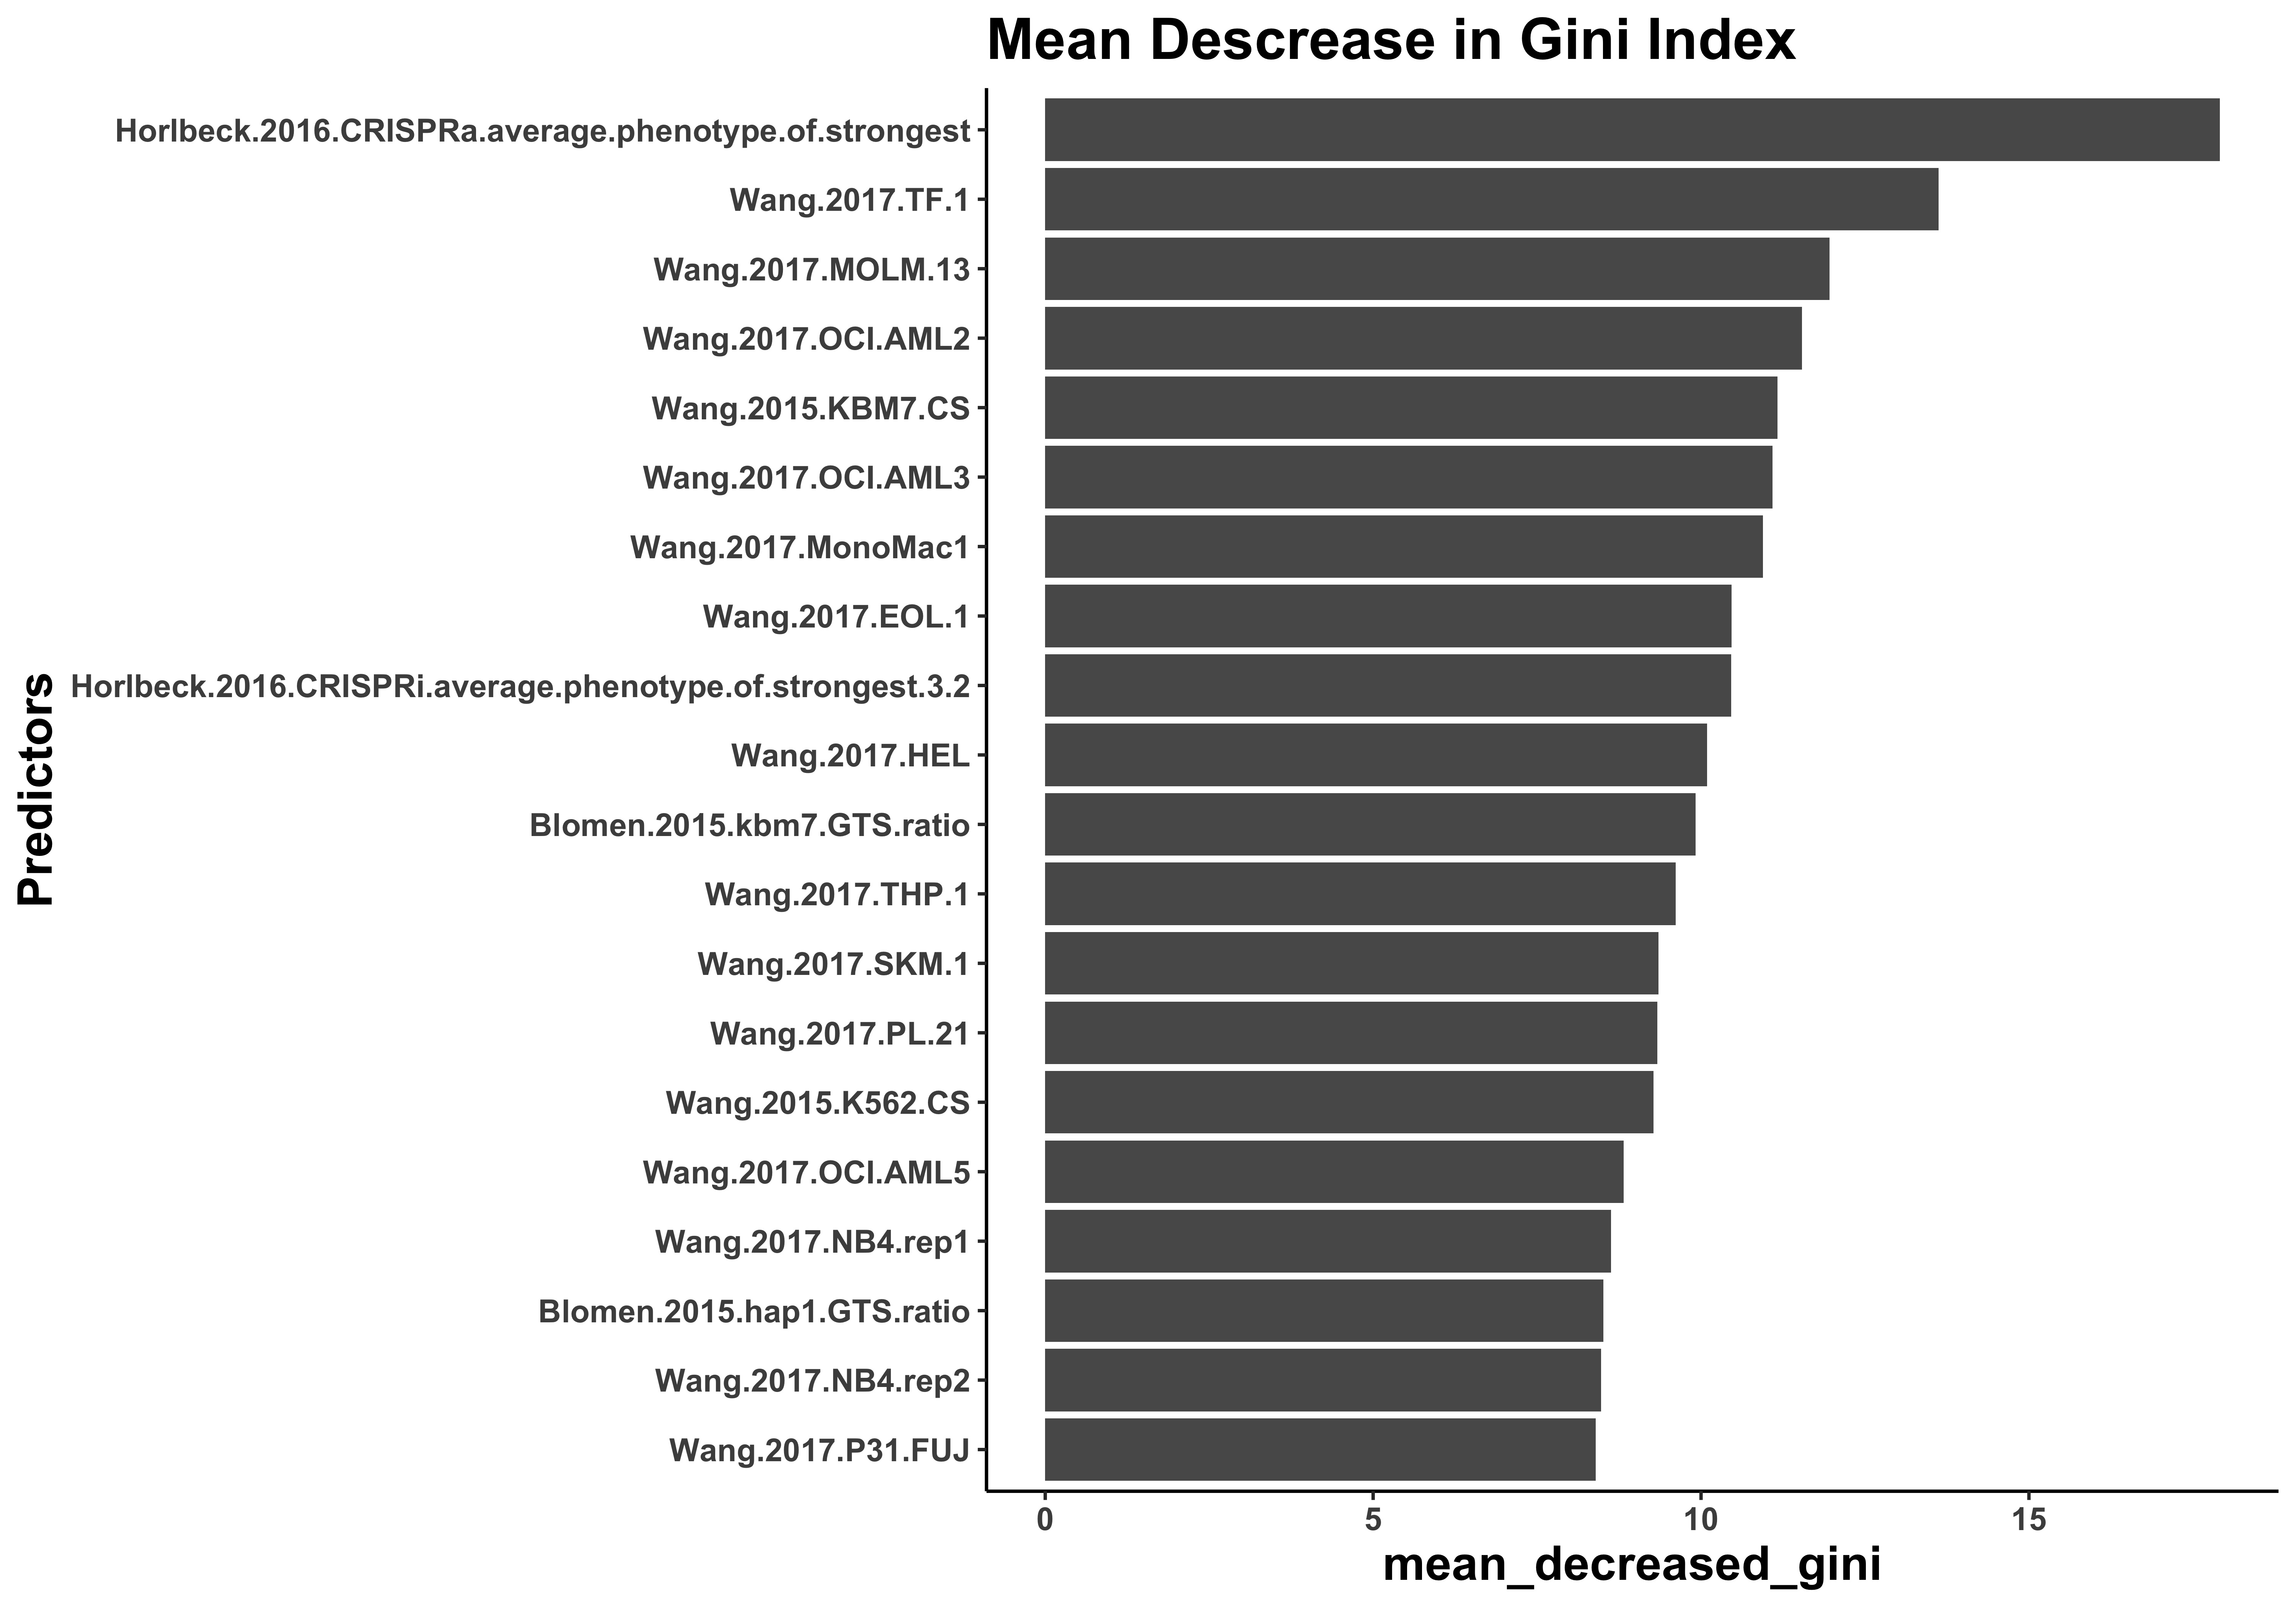 Mean Descrease in Gini Index
Predictors
Horlbeck.2016.CRISPRa.average.phenotype.of.strongest
Wang.2017.TF.1
Wang.2017.MOLM.13
Wang.2017.OCI.AML2
Wang.2015.KBM7.CS
Wang.2017.OCI.AML3
Wang.2017.MonoMac1
Wang.2017.EOL.1
Horlbeck.2016.CRISPRi.average.phenotype.of.strongest.3.2
Wang.2017.HEL
Blomen.2015.kbm7.GTS.ratio
Wang.2017.THP.1
Wang.2017.SKM.1
Wang.2017.PL.21
Wang.2015.K562.CS
Wang.2017.OCI.AML5
Wang.2017.NB4.rep1
Blomen.2015.hap1.GTS.ratio
Wang.2017.NB4.rep2
Wang.2017.P31.FUJ
0 5 10 15
mean_decreased_gini